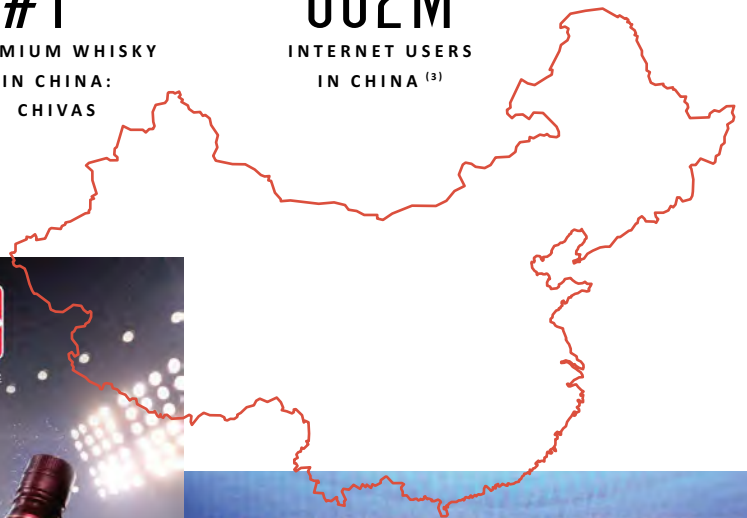 #1
MIUM WHISKY
IN CHINA:
CHIVAS
INTERNET USERS
IN CHINA (3)